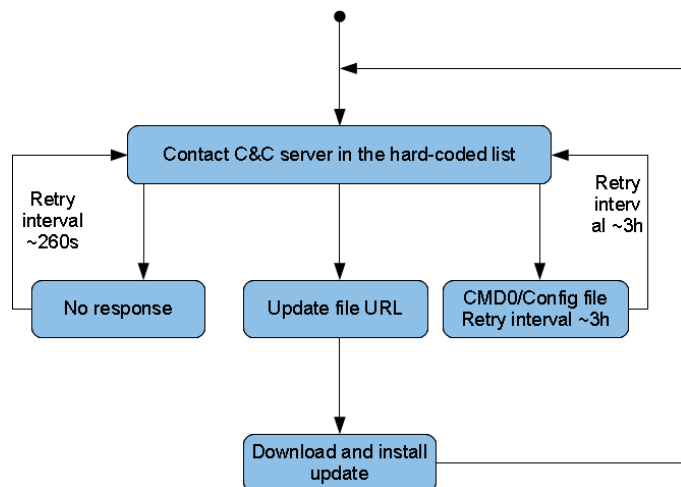 Contact C&C server in the hard-coded list
Retry
interval
~260s
Retry
interv
al ~3h
No response
Update file URL
CMD0/Config file
Retry interval ~3h
Download and install
update